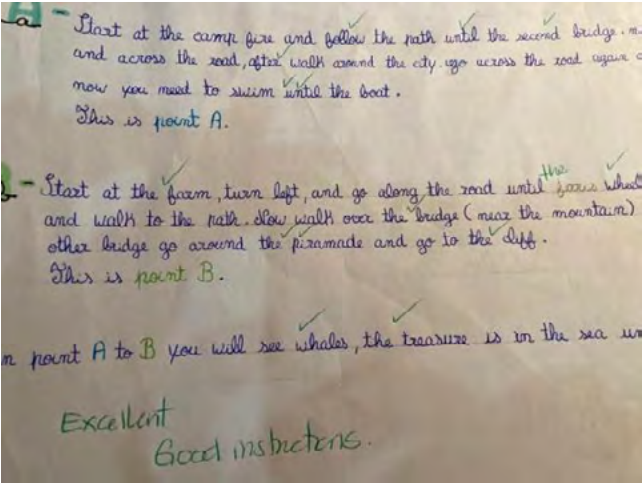 a - Start at the camp fire and follow the path until the second bridge.
and across the road, after walk around the city. go across the road agave
now you need to swim until the boat.
This is point A.
- Start at the farm, turn left, and go along the road until the faris wheel
and walk to the path. Now walk over the bridge (near the mountain)
other bridge go around the piramade and go to the cliff.
This is point B.
point A to B you will see whales, the treasure is in the sea
Excellent
Good instructions.